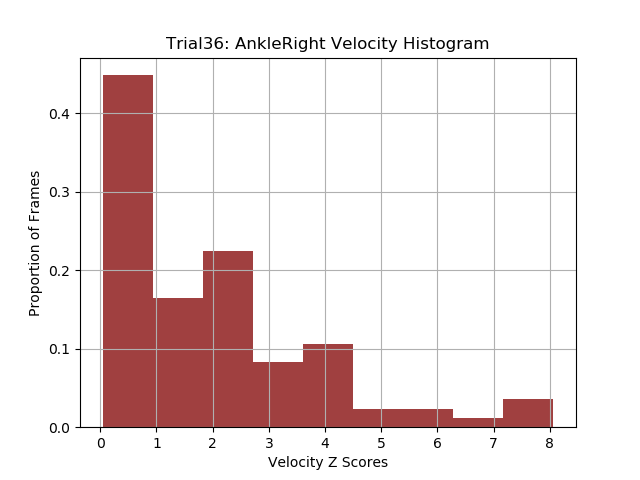 Trial36: AnkleRight Velocity Histogram
0.4
0.3
0.2
0.1
0.0
Proportion of Frames
0 1 2 3 4 5 6 7 8
Velocity Z Scores